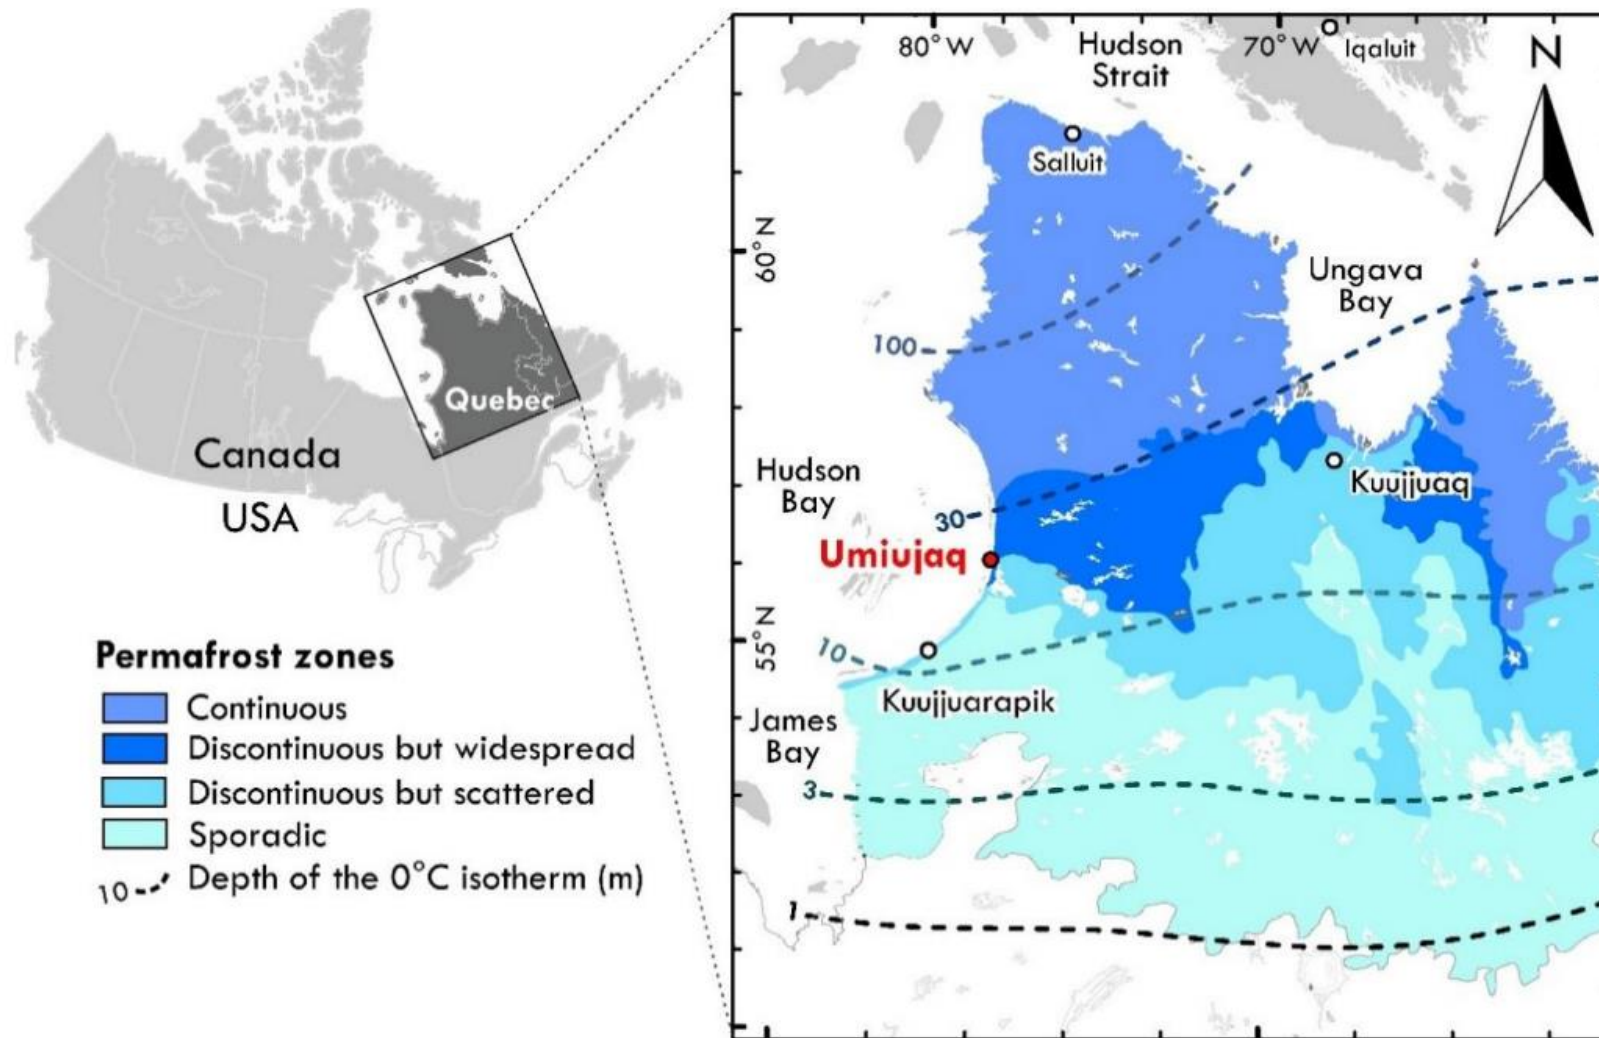 Canada
USA
Quebec
Permafrost zones
Continuous
Discontinuous but widespread
Discontinuous but scattered
Sporadic
10 Depth of the 0°C isotherm (m)
80°W
Hudson
Strait
70°W
Iqaluit
N
Salluit
60°N
Ungava
Bay
100
Hudson
Bay
Kuujjuaq
30
Umiujaq
55°N
10
Kuujjuarapik
James
Bay
3
1